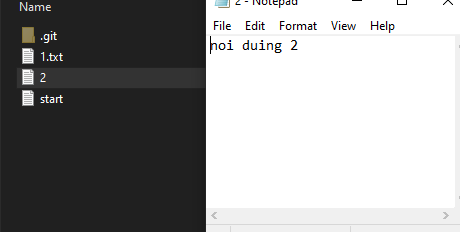 Name
.git
1.txt
2
start
2 - Notepad
File Edit Format View Help
noi duing 2